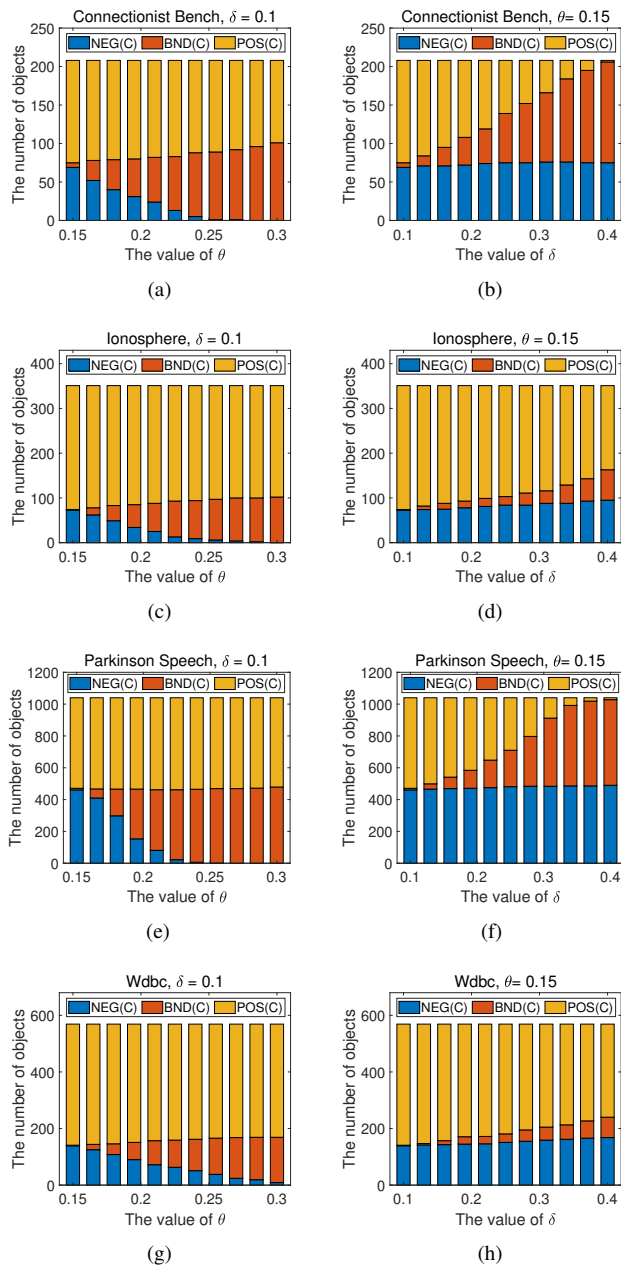 Connectionist Bench, δ = 0.1
NEG(C) BND(C) POS(C)
The number of objects
250
200
150
100
50
0
0.15 0.2 0.25 0.3
The value of θ
(a)
Connectionist Bench, θ= 0.15
NEG(C) BND(C) POS(C)
The number of objects
250
200
150
100
50
0
0.1 0.2 0.3 0.4
The value of δ
(b)
Ionosphere, δ = 0.1
NEG(C) BND(C) POS(C)
The number of objects
400
300
200
100
0
0.15 0.2 0.25 0.3
The value of θ
(c)
Ionosphere, θ = 0.15
NEG(C) BND(C) POS(C)
The number of objects
400
300
200
100
0
0.1 0.2 0.3 0.4
The value of δ
(d)
Parkinson Speech, δ = 0.1
NEG(C) BND(C) POS(C)
The number of objects
1200
1000
800
600
400
200
0
0.15 0.2 0.25 0.3
The value of θ
(e)
Parkinson Speech, θ= 0.15
NEG(C) BND(C) POS(C)
The number of objects
1200
1000
800
600
400
200
0
0.1 0.2 0.3 0.4
The value of δ
(f)
Wdbc, δ = 0.1
NEG(C) BND(C) POS(C)
The number of objects
600
400
200
0
0.15 0.2 0.25 0.3
The value of θ
(g)
Wdbc, θ= 0.15
NEG(C) BND(C) POS(C)
The number of objects
600
400
200
0
0.1 0.2 0.3 0.4
The value of δ
(h)